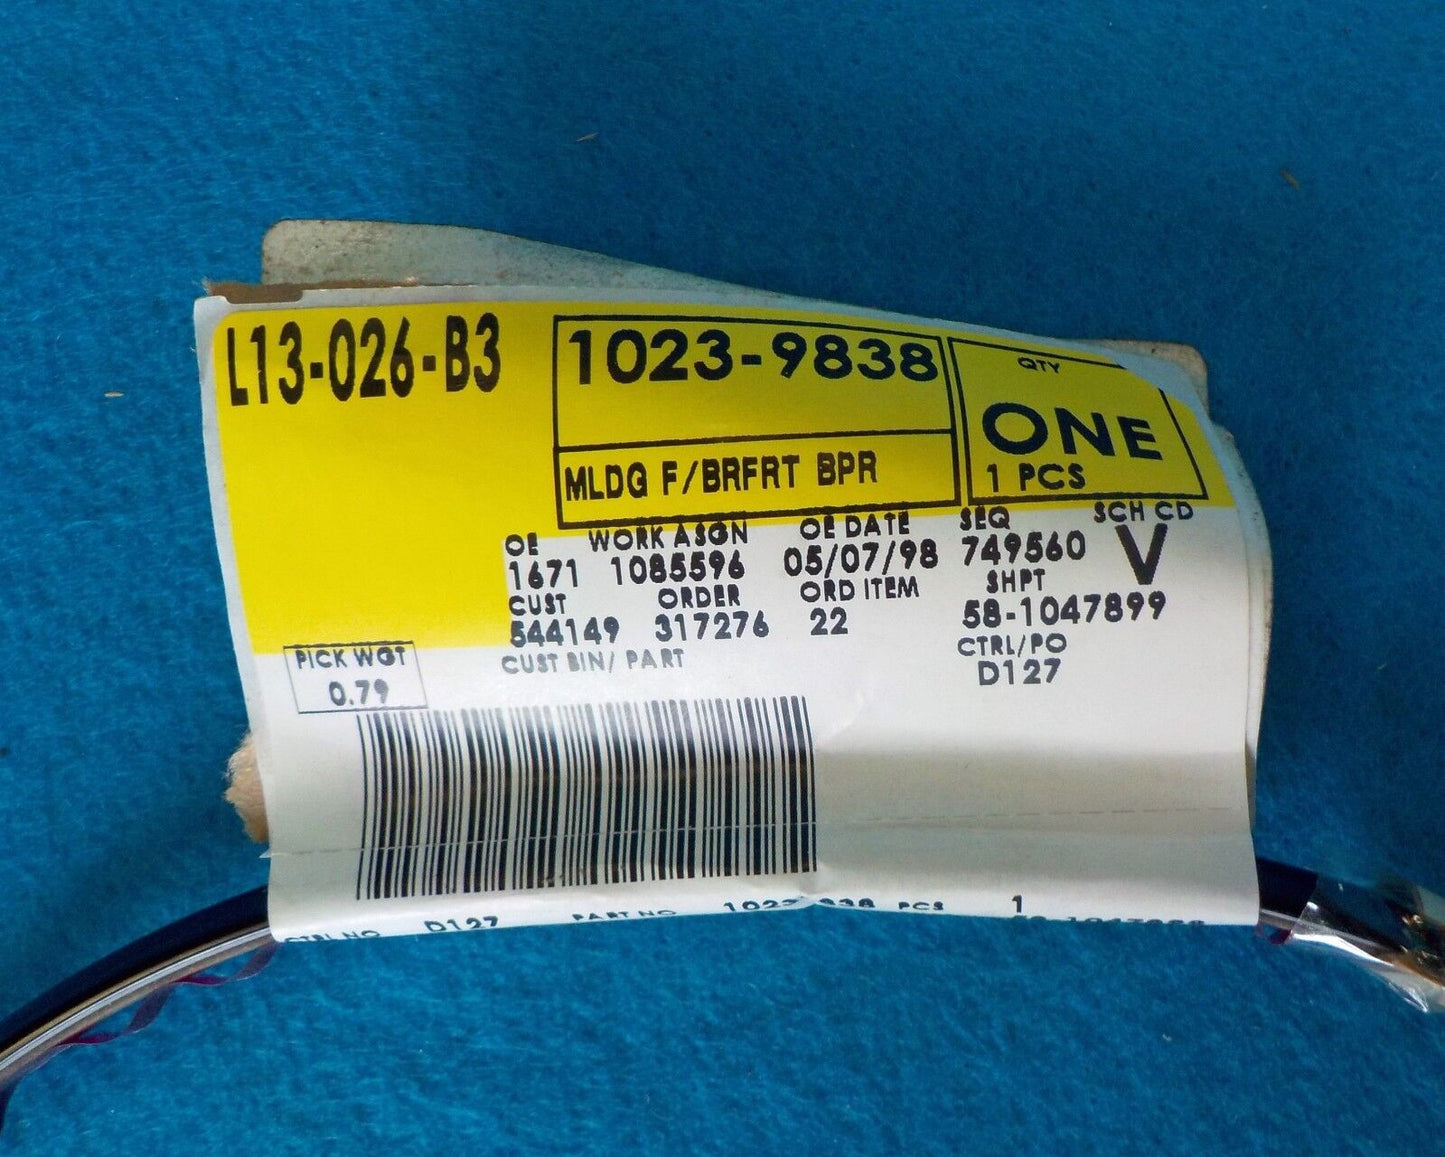 L13-026-B3
1023-9838
QTY
ONE
1 PCS
MLDG F/BRFRT BPR
OE WORK ASGN OE DATE SEQ SCH CD
1671 1085596 05/07/98 749560 V
CUST ORDER ORD ITEM SHPT
544149 317276 22 58-1047899
CUST BIN/ PART CTRL/PO
D127
PICK WGT
0.79
CTRL NO D127 PART NO PCS 1